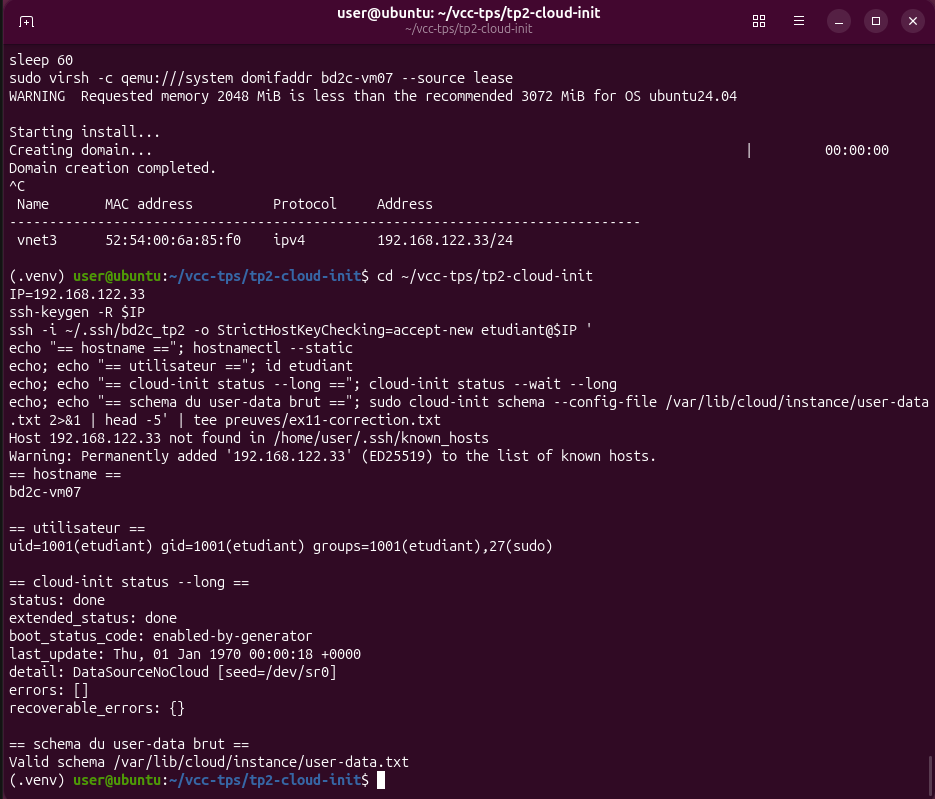 user@ubuntu: ~/vcc-tps/tp2-cloud-init
~/vcc-tps/tp2-cloud-init
sleep 60
sudo virsh -c qemu:///system domifaddr bd2c-vm07 --source lease
WARNING  Requested memory 2048 MiB is less than the recommended 3072 MiB for OS ubuntu24.04

Starting install...
Creating domain...                                                                          |         00:00:00
Domain creation completed.
^C
 Name       MAC address          Protocol     Address
-------------------------------------------------------------------------------
 vnet3      52:54:00:6a:85:f0    ipv4         192.168.122.33/24

(.venv) user@ubuntu:~/vcc-tps/tp2-cloud-init$ cd ~/vcc-tps/tp2-cloud-init
IP=192.168.122.33
ssh-keygen -R $IP
ssh -i ~/.ssh/bd2c_tp2 -o StrictHostKeyChecking=accept-new etudiant@$IP '
echo "== hostname =="; hostnamectl --static
echo; echo "== utilisateur =="; id etudiant
echo; echo "== cloud-init status --long =="; cloud-init status --wait --long
echo; echo "== schema du user-data brut =="; sudo cloud-init schema --config-file /var/lib/cloud/instance/user-data
.txt 2>&1 | head -5' | tee preuves/ex11-correction.txt
Host 192.168.122.33 not found in /home/user/.ssh/known_hosts
Warning: Permanently added '192.168.122.33' (ED25519) to the list of known hosts.
== hostname ==
bd2c-vm07

== utilisateur ==
uid=1001(etudiant) gid=1001(etudiant) groups=1001(etudiant),27(sudo)

== cloud-init status --long ==
status: done
extended_status: done
boot_status_code: enabled-by-generator
last_update: Thu, 01 Jan 1970 00:00:18 +0000
detail: DataSourceNoCloud [seed=/dev/sr0]
errors: []
recoverable_errors: {}

== schema du user-data brut ==
Valid schema /var/lib/cloud/instance/user-data.txt
(.venv) user@ubuntu:~/vcc-tps/tp2-cloud-init$